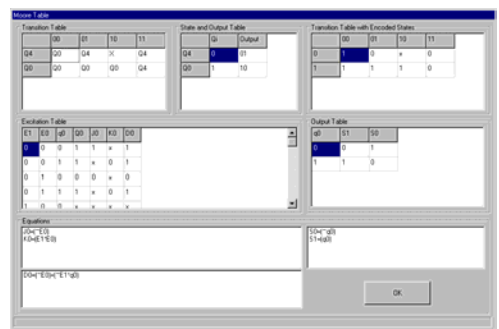 Moore Table
Transition Table
00 01 10 11
Q4 Q0 Q4 X Q4
Q0 Q0 Q0 Q0 Q4
State and Output Table
Qi Output
Q4 0 01
Q0 1 10
Transition Table with Encoded States
00 01 10 11
0 1 0 x 0
1 1 1 1 0
Excitation Table
E1 E0 q0 Q0 J0 K0 D0
0 0 0 1 1 x 1
0 0 1 1 x 0 1
0 1 0 0 0 x 0
0 1 1 1 x 0 1
1 0 0 x x x x
Output Table
q0 S1 S0
0 0 1
1 1 0
Equations
J0=(~E0)
K0=(E1*E0)
S0=(~q0)
S1=(q0)
D0=(~E0)+(~E1*q0)
OK